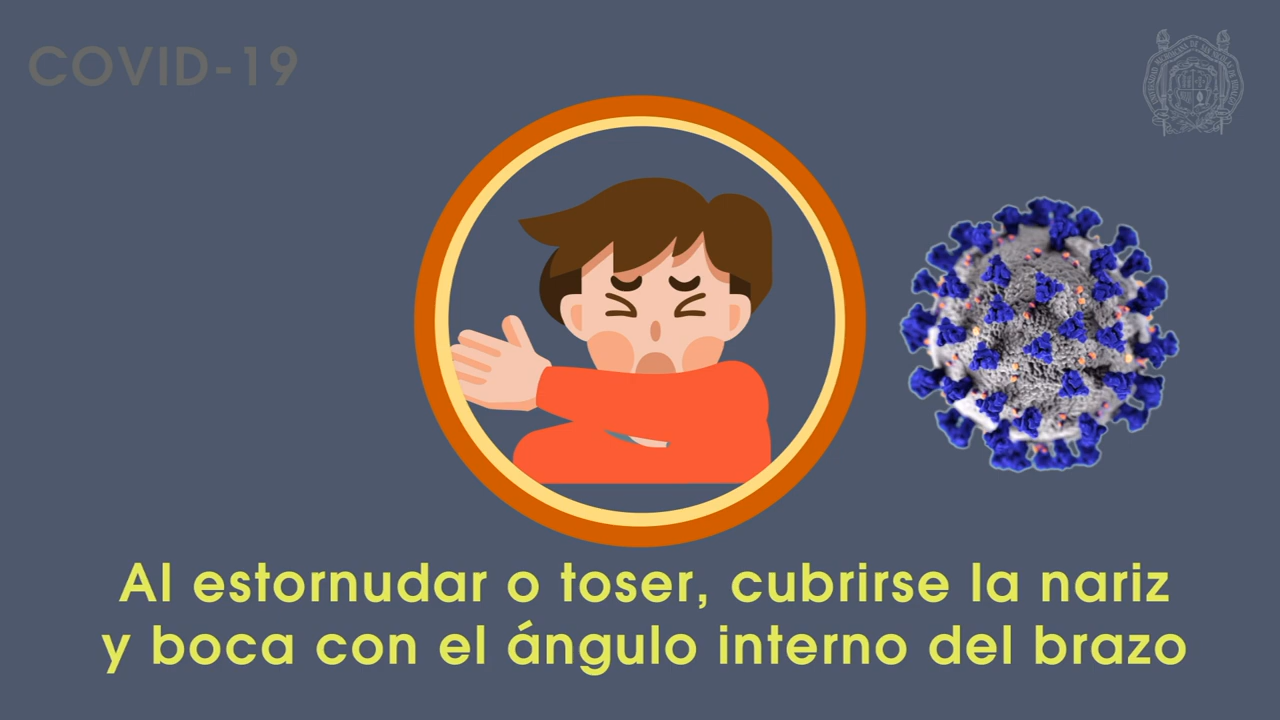 COVID-19
Al estornudar o toser, cubrirse la nariz
y boca con el ángulo interno del brazo